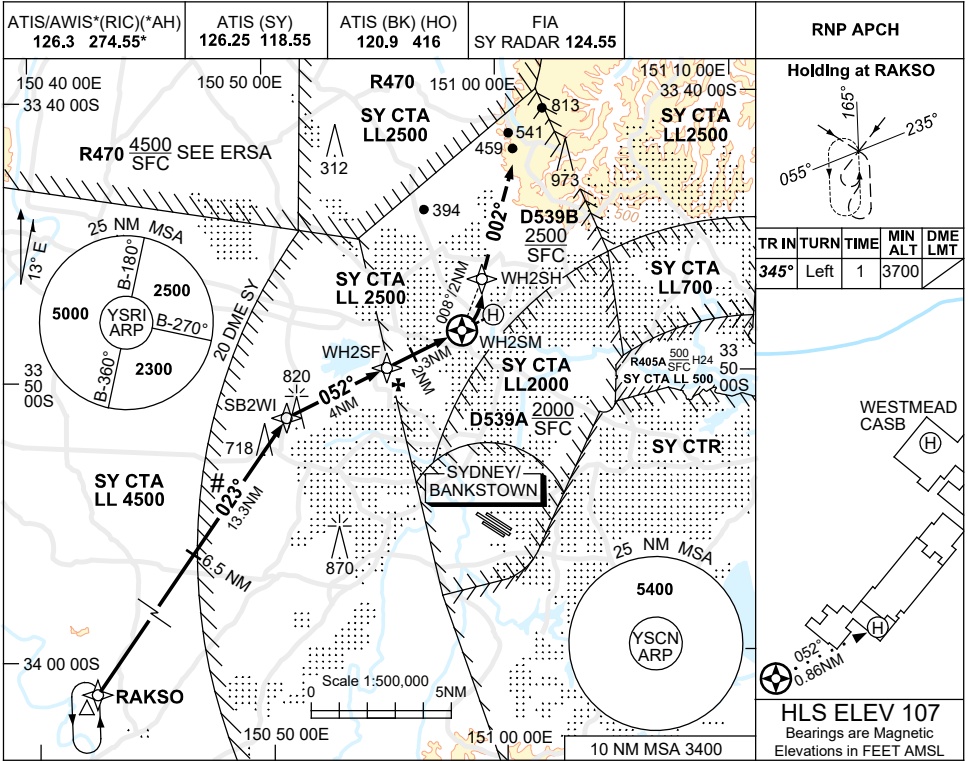 ATIS/AWIS*(RIC)(*AH)
126.3 274.55*
ATIS (SY)
126.25 118.55
ATIS (BK) (HO)
120.9 416
FIA
SY RADAR 124.55
RNP APCH
150 40 00E
33 40 00S
150 50 00E
R470
151 00 00E
151 10 00E
33 40 00S
SY CTA
LL2500
813
541
459
SY CTA
LL2500
R470 4500
SFC SEE ERSA
312
973
394
002°
500
D539B
2500
SFC
13° E
25 NM MSA
B-180°
5000
2500
YSRI
ARP
B-270°
B-360°
2300
20 DME SY
SY CTA
LL 2500
008°/2NM
WH2SH
SY CTA
LL700
H
WH2SM
WH2SF
2.3NM
2NM
33
50
00S
R405A 500
SFC H24
SY CTA LL 500
33
50
00S
820
052°
4NM
SB2WI
718
SY CTA
LL2000
D539A 2000
SFC
SY CTR
SY CTA
LL 4500
#
023°
13.3NM
SYDNEY/
BANKSTOWN
870
6.5 NM
25 NM MSA
5400
YSCN
ARP
34 00 00S
RAKSO
Scale 1:500,000
0
5NM
150 50 00E
151 00 00E
10 NM MSA 3400
Holding at RAKSO
165°
235°
055°
TR IN TURN TIME MIN ALT DME LMT
345° Left 1 3700
WESTMEAD
CASB
H
H
052°
0.86NM
HLS ELEV 107
Bearings are Magnetic
Elevations in FEET AMSL